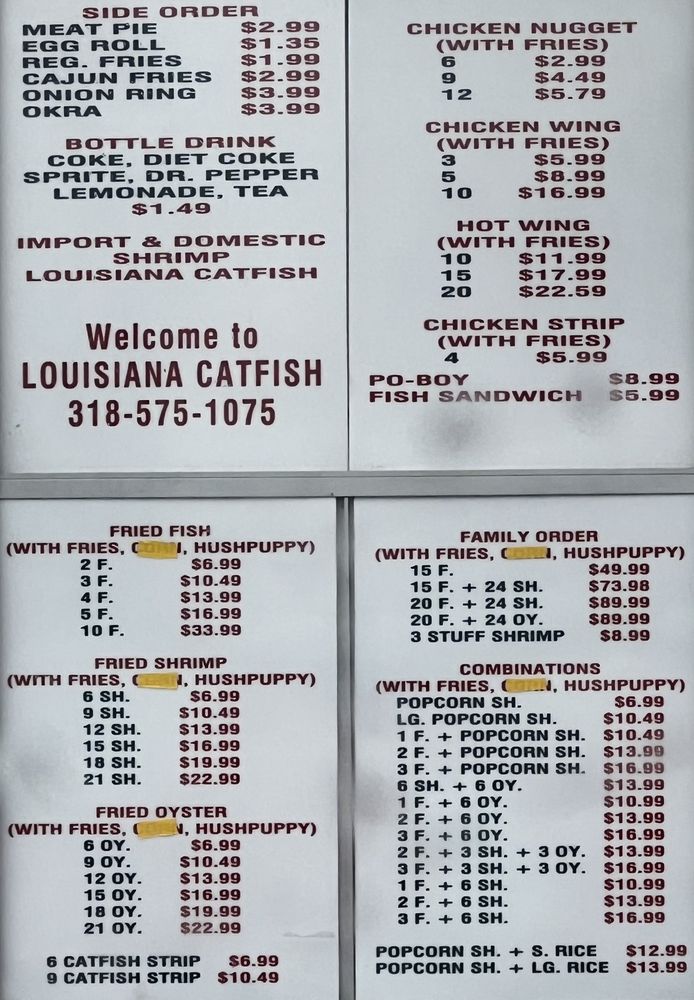 SIDE ORDER
MEAT PIE $2.99
EGG ROLL $1.35
REG. FRIES $1.99
CAJUN FRIES $2.99
ONION RING $3.99
OKRA $3.99
BOTTLE DRINK
COKE, DIET COKE
SPRITE, DR. PEPPER
LEMONADE, TEA
$1.49
IMPORT & DOMESTIC
SHRIMP
LOUISIANA CATFISH
Welcome to
LOUISIANA CATFISH
318-575-1075
CHICKEN NUGGET
(WITH FRIES)
6 $2.99
9 $4.49
12 $5.79
CHICKEN WING
(WITH FRIES)
3 $5.99
5 $8.99
10 $16.99
HOT WING
(WITH FRIES)
10 $11.99
15 $17.99
20 $22.59
CHICKEN STRIP
(WITH FRIES)
4 $5.99
PO-BOY $8.99
FISH SANDWICH $5.99
FRIED FISH
(WITH FRIES, CORN, HUSHPUPPY)
2 F. $6.99
3 F. $10.49
4 F. $13.99
5 F. $16.99
10 F. $33.99
FRIED SHRIMP
(WITH FRIES, CORN, HUSHPUPPY)
6 SH. $6.99
9 SH. $10.49
12 SH. $13.99
15 SH. $16.99
18 SH. $19.99
21 SH. $22.99
FRIED OYSTER
(WITH FRIES, CORN, HUSHPUPPY)
6 OY. $6.99
9 OY. $10.49
12 OY. $13.99
15 OY. $16.99
18 OY. $19.99
21 OY. $22.99
6 CATFISH STRIP $6.99
9 CATFISH STRIP $10.49
FAMILY ORDER
(WITH FRIES, CORN, HUSHPUPPY)
15 F. $49.99
15 F. + 24 SH. $73.98
20 F. + 24 SH. $89.99
20 F. + 24 OY. $89.99
3 STUFF SHRIMP $8.99
COMBINATIONS
(WITH FRIES, CORN, HUSHPUPPY)
POPCORN SH. $6.99
LG. POPCORN SH. $10.49
1 F. + POPCORN SH. $10.49
2 F. + POPCORN SH. $13.99
3 F. + POPCORN SH. $16.99
6 SH. + 6 OY. $13.99
1 F. + 6 OY. $10.99
2 F. + 6 OY. $13.99
3 F. + 6 OY. $16.99
2 F. + 3 SH. + 3 OY. $13.99
3 F. + 3 SH. + 3 OY. $16.99
1 F. + 6 SH. $10.99
2 F. + 6 SH. $13.99
3 F. + 6 SH. $16.99
POPCORN SH. + S. RICE $12.99
POPCORN SH. + LG. RICE $13.99